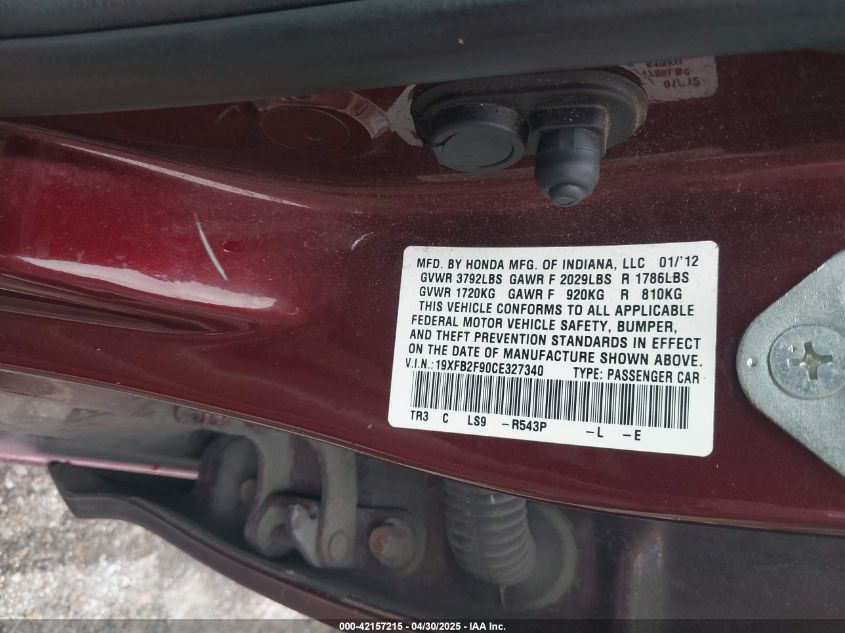 MFD. BY HONDA MFG. OF INDIANA, LLC 01/'12
GVWR 3792LBS GAWR F 2029LBS R 1786LBS
GVWR 1720KG GAWR F 920KG R 810KG
THIS VEHICLE CONFORMS TO ALL APPLICABLE
FEDERAL MOTOR VEHICLE SAFETY, BUMPER,
AND THEFT PREVENTION STANDARDS IN EFFECT
ON THE DATE OF MANUFACTURE SHOWN ABOVE.
V.I.N.: 19XFB2F90CE327340 TYPE: PASSENGER CAR
TR3 C LS9 -R543P -L -E
000-42157215 - 04/30/2025 - IAA Inc.